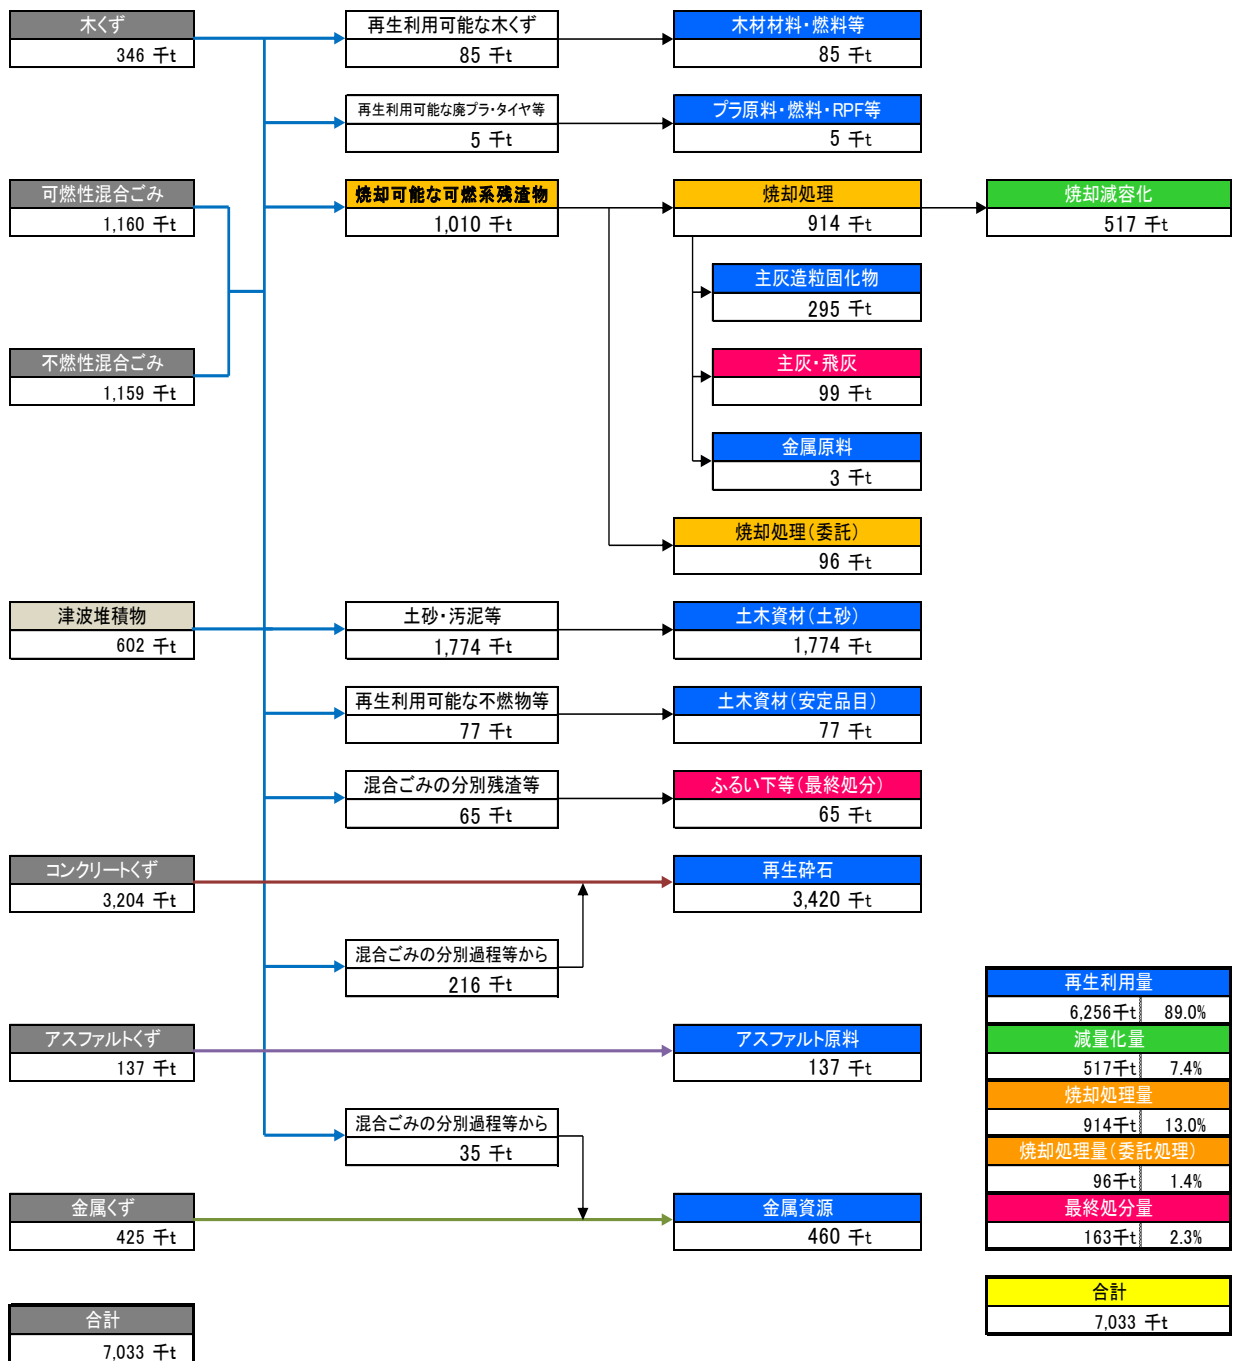 木くず
346 千t
再生利用可能な木くず
85 千t
木材材料・燃料等
85 千t
再生利用可能な廃プラ・タイヤ等
5 千t
プラ原料・燃料・RPF等
5 千t
可燃性混合ごみ
1,160 千t
焼却可能な可燃系残渣物
1,010 千t
焼却処理
914 千t
焼却減容化
517 千t
主灰造粒固化物
295 千t
不燃性混合ごみ
1,159 千t
主灰・飛灰
99 千t
金属原料
3 千t
焼却処理(委託)
96 千t
津波堆積物
602 千t
土砂・汚泥等
1,774 千t
土木資材(土砂)
1,774 千t
再生利用可能な不燃物等
77 千t
土木資材(安定品目)
77 千t
混合ごみの分別残渣等
65 千t
ふるい下等(最終処分)
65 千t
コンクリートくず
3,204 千t
再生砕石
3,420 千t
混合ごみの分別過程等から
216 千t
アスファルトくず
137 千t
アスファルト原料
137 千t
混合ごみの分別過程等から
35 千t
金属くず
425 千t
金属資源
460 千t
合計
7,033 千t
再生利用量
6,256千t 89.0%
減量化量
517千t 7.4%
焼却処理量
914千t 13.0%
焼却処理量(委託処理)
96千t 1.4%
最終処分量
163千t 2.3%
合計
7,033 千t